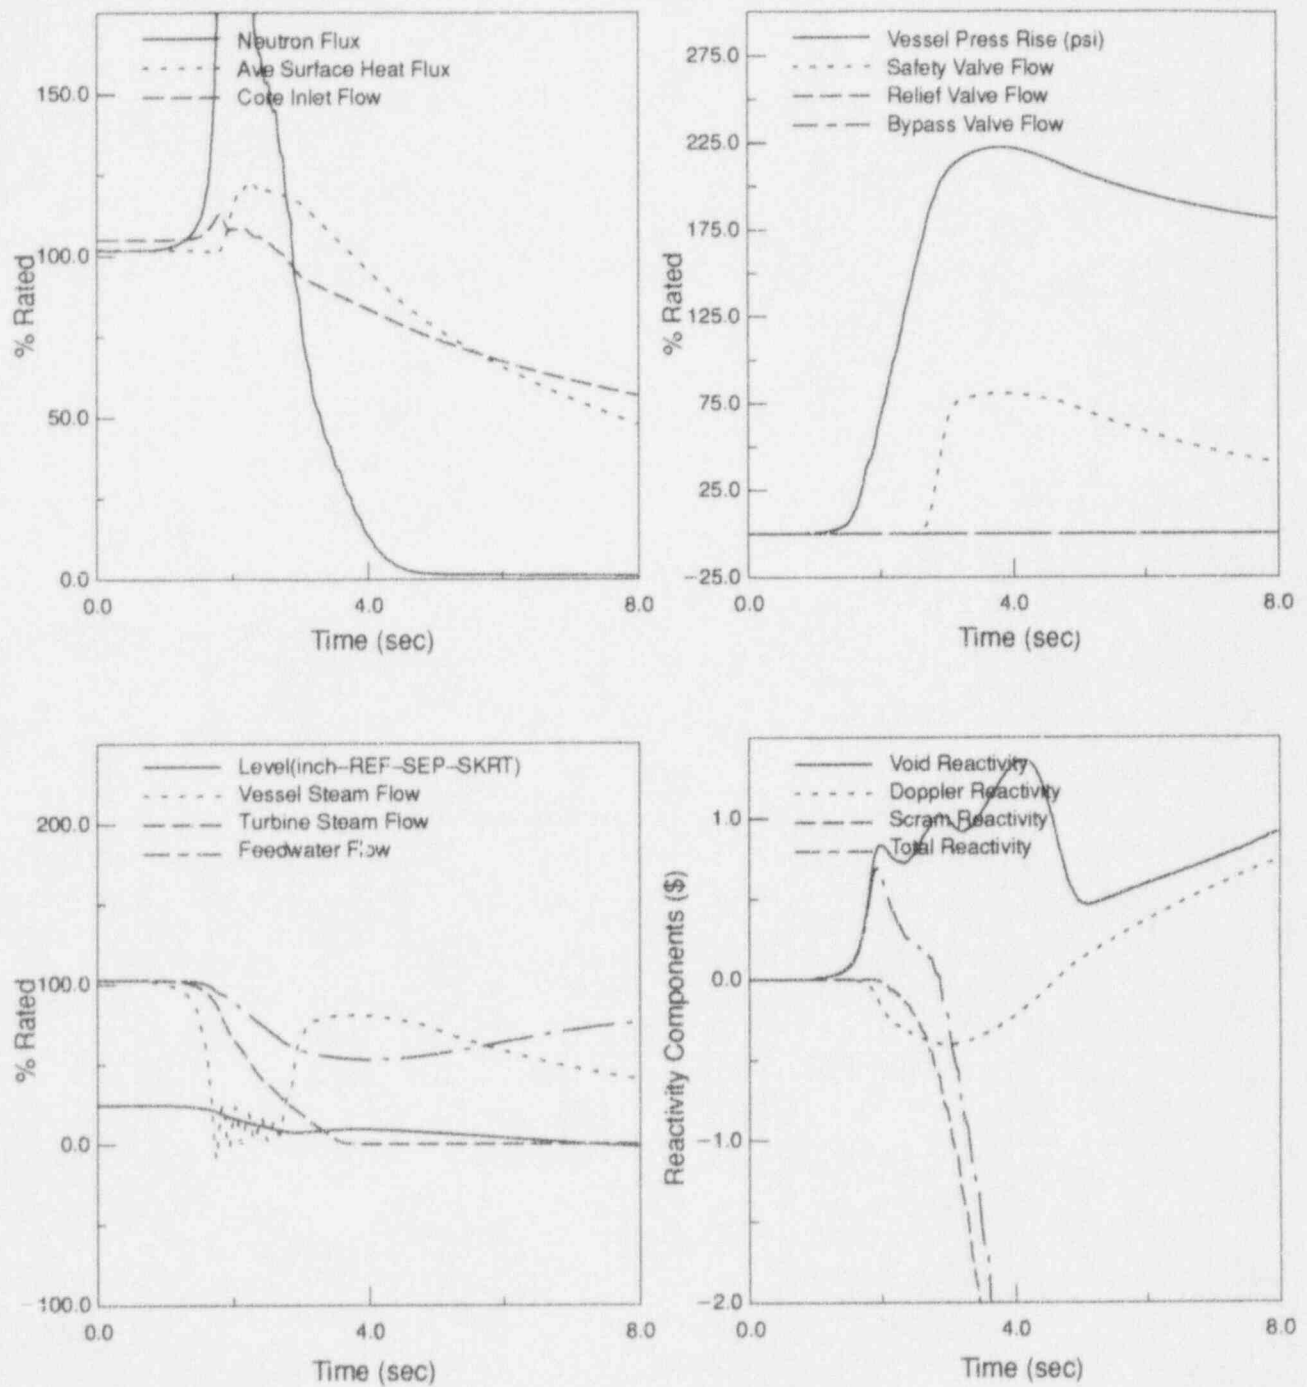 Neutron Flux
Ave Surface Heat Flux
Core Inlet Flow
150.0
100.0
50.0
0.0
% Rated
0.0 4.0 8.0
Time (sec)
Vessel Press Rise (psi)
Safety Valve Flow
Relief Valve Flow
Bypass Valve Flow
275.0
225.0
175.0
125.0
75.0
25.0
-25.0
% Rated
0.0 4.0 8.0
Time (sec)
Level(inch-REF-SEP-SKRT)
Vessel Steam Flow
Turbine Steam Flow
Feedwater Flow
200.0
100.0
0.0
-100.0
% Rated
0.0 4.0 8.0
Time (sec)
Void Reactivity
Doppler Reactivity
Scram Reactivity
Total Reactivity
1.0
0.0
-1.0
-2.0
Reactivity Components ($)
0.0 4.0 8.0
Time (sec)